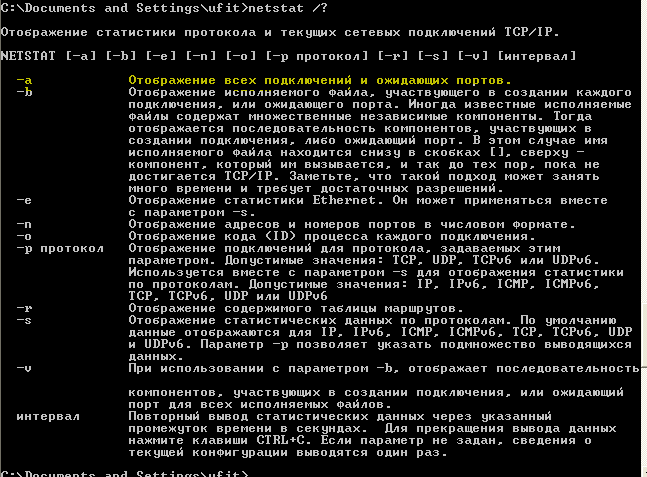 C:\Documents and Settings\ufit>netstat /?
Отображение статистики протокола и текущих сетевых подключений TCP/IP.
NETSTAT [-a] [-b] [-e] [-n] [-o] [-p протокол] [-r] [-s] [-v] [интервал]
-a Отображение всех подключений и ожидающих портов.
-b Отображение исполняемого файла, участвующего в создании каждого
подключения, или ожидающего порта. Иногда известные исполняемые
файлы содержат множественные независимые компоненты. Тогда
отображается последовательность компонентов, участвующих в
создании подключения, либо ожидающий порт. В этом случае имя
исполняемого файла находится снизу в скобках [], сверху -
компонент, который им вызывается, и так до тех пор, пока не
достигается TCP/IP. Заметьте, что такой подход может занять
много времени и требует достаточных разрешений.
-e Отображение статистики Ethernet. Он может применяться вместе
с параметром -s.
-n Отображение адресов и номеров портов в числовом формате.
-o Отображение кода (ID) процесса каждого подключения.
-p протокол Отображение подключений для протокола, задаваемых этим
параметром. Допустимые значения: TCP, UDP, TCPv6 или UDPv6.
Используется вместе с параметром -s для отображения статистики
по протоколам. Допустимые значения: IP, IPv6, ICMP, ICMPv6,
TCP, TCPv6, UDP или UDPv6
-r Отображение содержимого таблицы маршрутов.
-s Отображение статистических данных по протоколам. По умолчанию
данные отображаются для IP, IPv6, ICMP, ICMPv6, TCP, TCPv6, UDP
и UDPv6. Параметр -p позволяет указать подмножество выводящихся
данных.
-v При использовании с параметром -b, отображает последовательность
компонентов, участвующих в создании подключения, или ожидающий
порт для всех исполняемых файлов.
интервал Повторный вывод статистических данных через указанный
промежуток времени в секундах. Для прекращения вывода данных
нажмите клавиши CTRL+C. Если параметр не задан, сведения о
текущей конфигурации выводятся один раз.
C:\Documents and Settings\ufit>